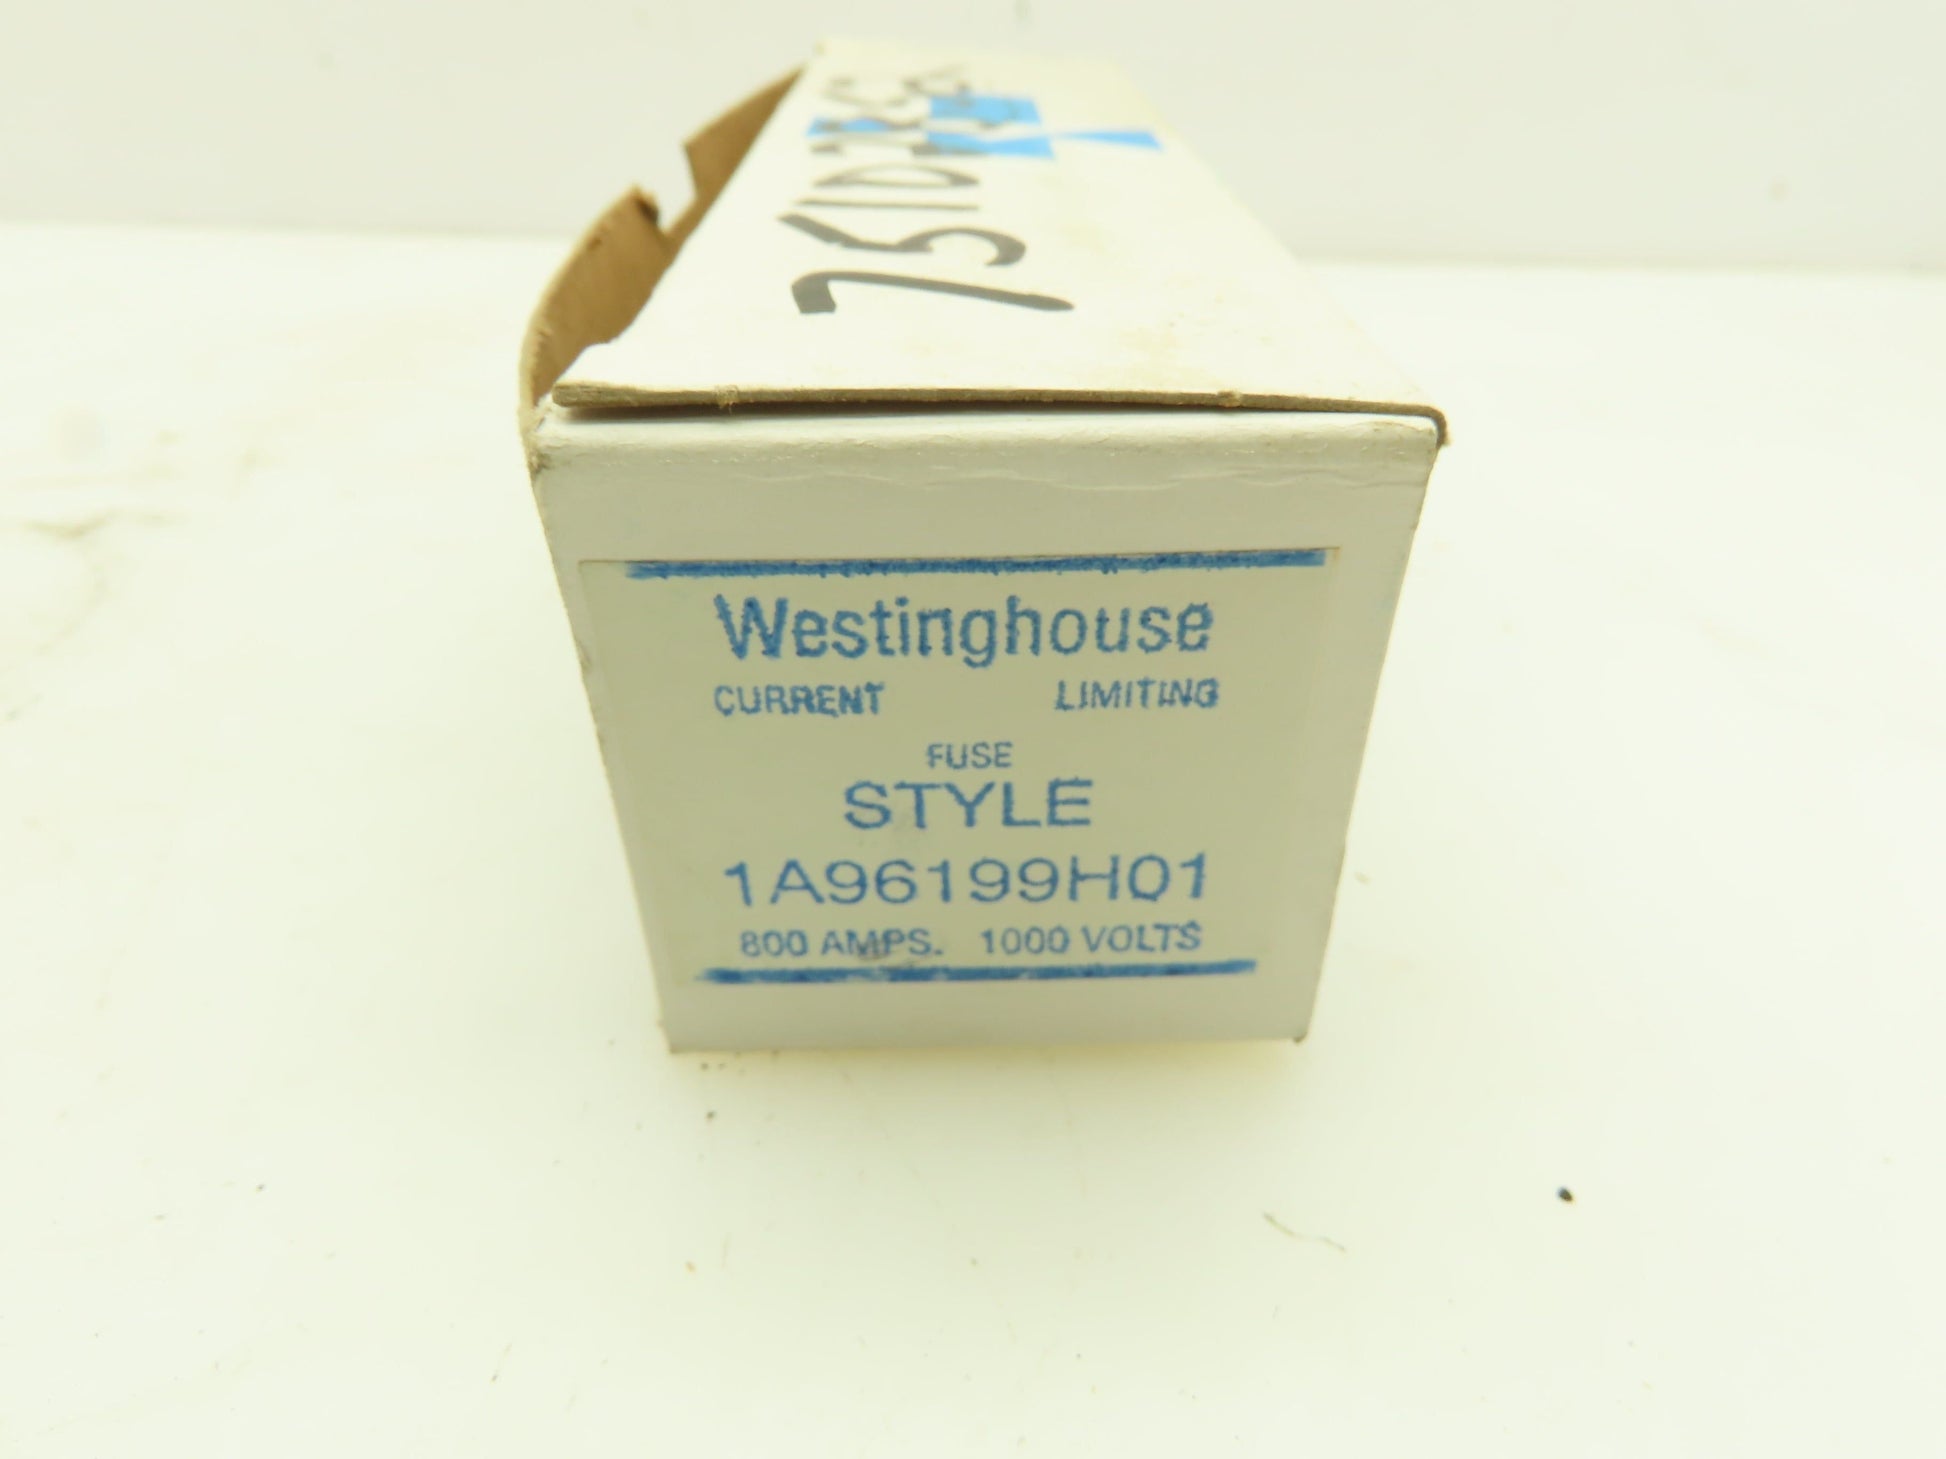 Westinghouse
CURRENT LIMITING
FUSE
STYLE
1A96199H01
800 AMPS. 1000 VOLTS